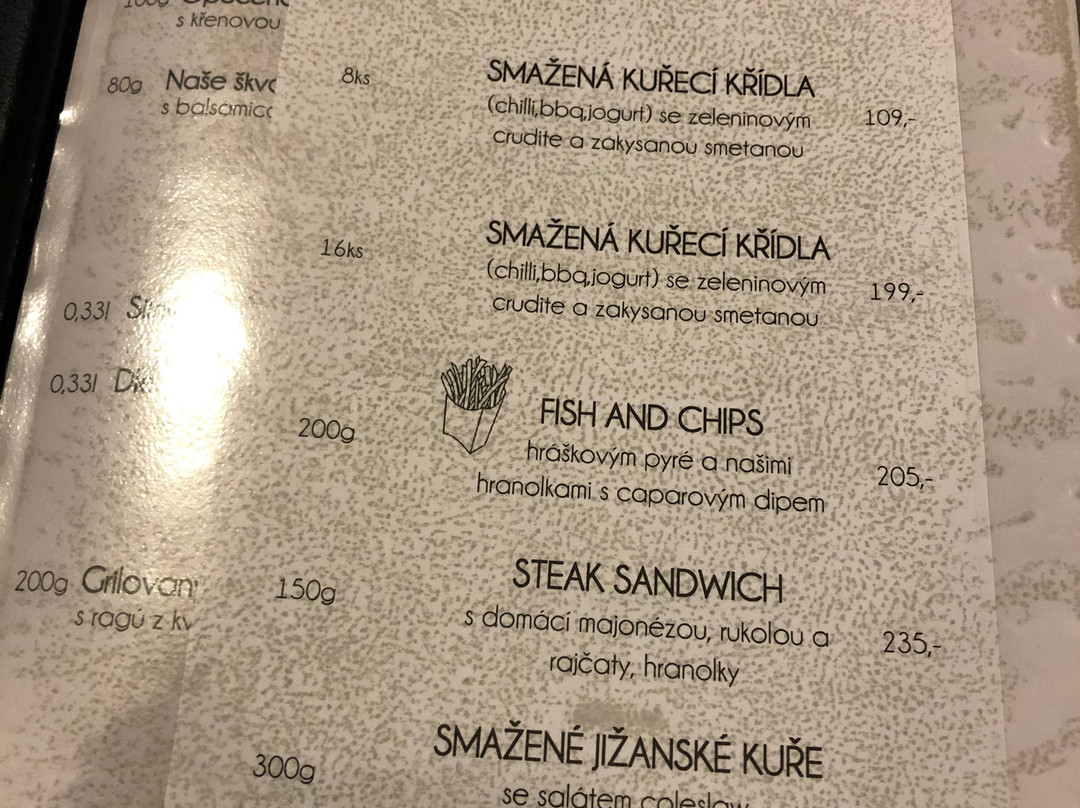 s křenovou
80g Naše
s balsamico
0,33l
0,33l
200g
s ragú z
8ks
SMAŽENÁ KUŘECÍ KŘÍDLA
(chilli,bbq,jogurt) se zeleninovým
crudite a zakysanou smetanou
109,-
16ks
SMAŽENÁ KUŘECÍ KŘÍDLA
(chilli,bbq,jogurt) se zeleninovým
crudite a zakysanou smetanou
199,-
200g
FISH AND CHIPS
hráškovým pyré a našimi
hranolkami s caparovým dipem
205,-
150g
STEAK SANDWICH
s domácí majonézou, rukolou a
rajčaty, hranolky
235,-
300g
SMAŽENÉ JIŽANSKÉ KUŘE
se salátem coleslaw